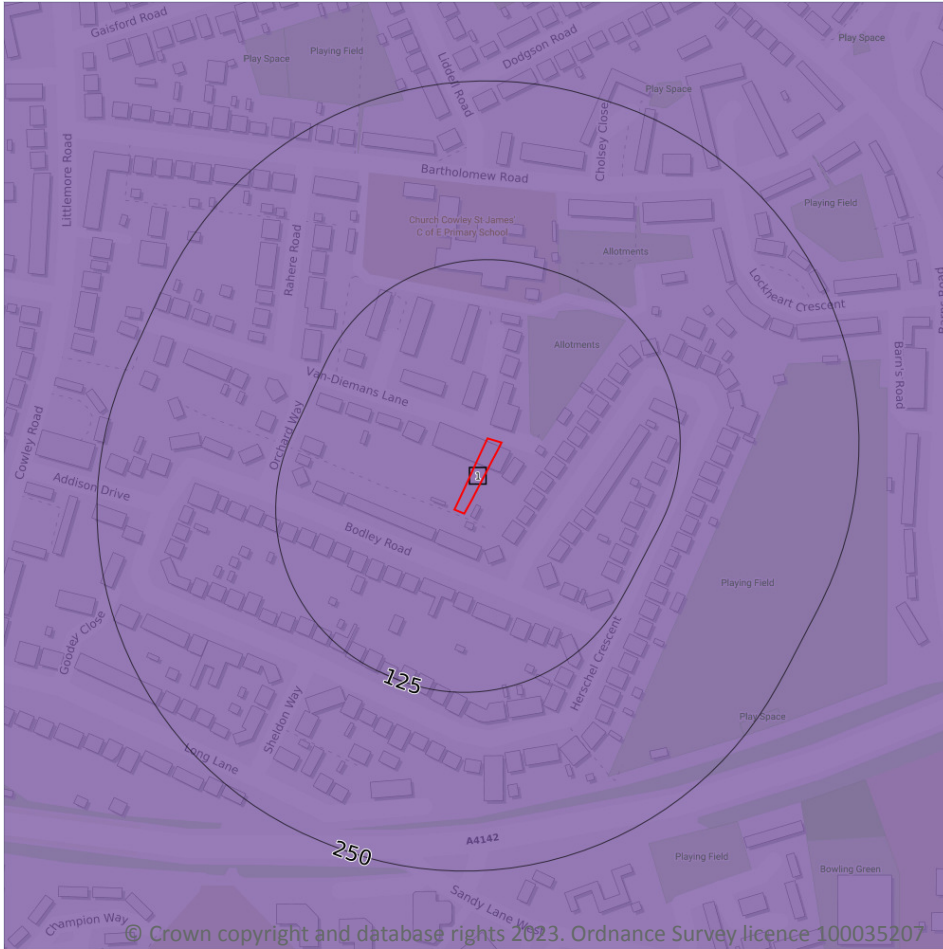 Gaisford Road
Play Space
Playing Field
Liddell Road
Dodgson Road
Play Space
Play Space
Cholsey Close
Littlemore Road
Bartholomew Road
Church Cowley St James'
C of E Primary School
Playing Field
Rahere Road
Allotments
Lockheart Crescent
Allotments
Barn's Road
Van-Diemans Lane
Orchard Way
Cowley Road
1
Addison Drive
Bodley Road
Playing Field
Goodey Close
Herschel Crescent
125
Sheldon Way
Play Space
Long Lane
A4142
250
Playing Field
Bowling Green
Sandy Lane West
Champion Way
© Crown copyright and database rights 2023. Ordnance Survey licence 100035207